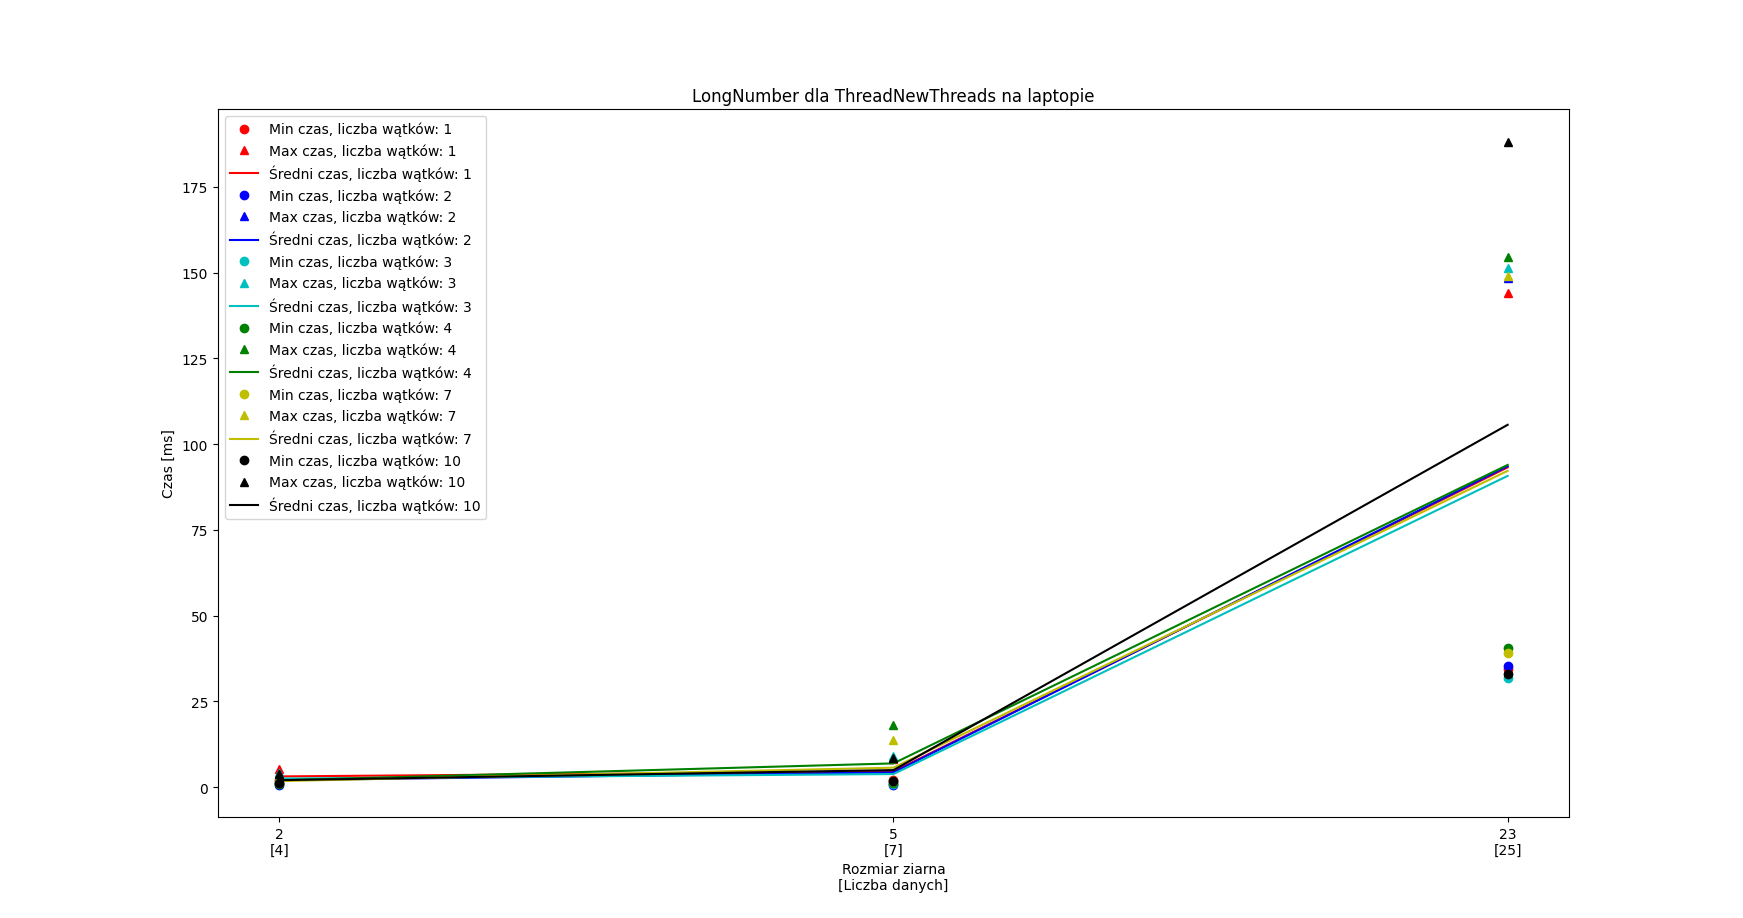 LongNumber dla ThreadNewThreads na laptopie
Min czas, liczba wątków: 1
Max czas, liczba wątków: 1
Średni czas, liczba wątków: 1
Min czas, liczba wątków: 2
Max czas, liczba wątków: 2
Średni czas, liczba wątków: 2
Min czas, liczba wątków: 3
Max czas, liczba wątków: 3
Średni czas, liczba wątków: 3
Min czas, liczba wątków: 4
Max czas, liczba wątków: 4
Średni czas, liczba wątków: 4
Min czas, liczba wątków: 7
Max czas, liczba wątków: 7
Średni czas, liczba wątków: 7
Min czas, liczba wątków: 10
Max czas, liczba wątków: 10
Średni czas, liczba wątków: 10
Czas [ms]
175
150
125
100
75
50
25
0
2 5 23
[4] [7] [25]
Rozmiar ziarna
[Liczba danych]